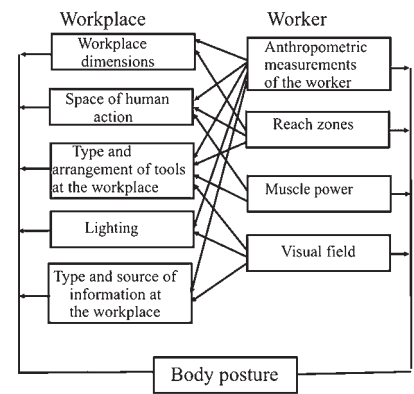 Workplace
Worker
Workplace
dimensions
Space of human
action
Type and
arrangement of tools
at the workplace
Lighting
Type and source of
information at
the workplace
Anthropometric
measurements
of the worker
Reach zones
Muscle power
Visual field
Body posture